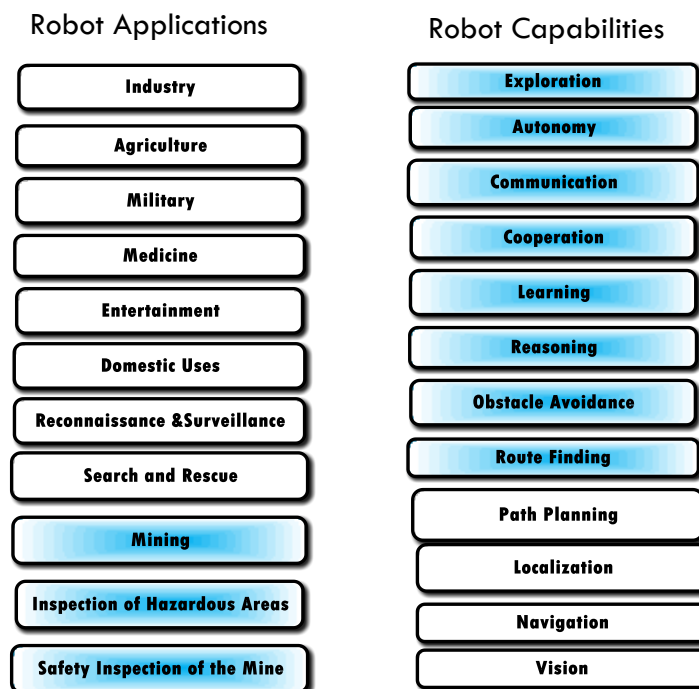 Robot Applications
Industry
Agriculture
Military
Medicine
Entertainment
Domestic Uses
Reconnaissance &Surveillance
Search and Rescue
Mining
Inspection of Hazardous Areas
Safety Inspection of the Mine
Robot Capabilities
Exploration
Autonomy
Communication
Cooperation
Learning
Reasoning
Obstacle Avoidance
Route Finding
Path Planning
Localization
Navigation
Vision